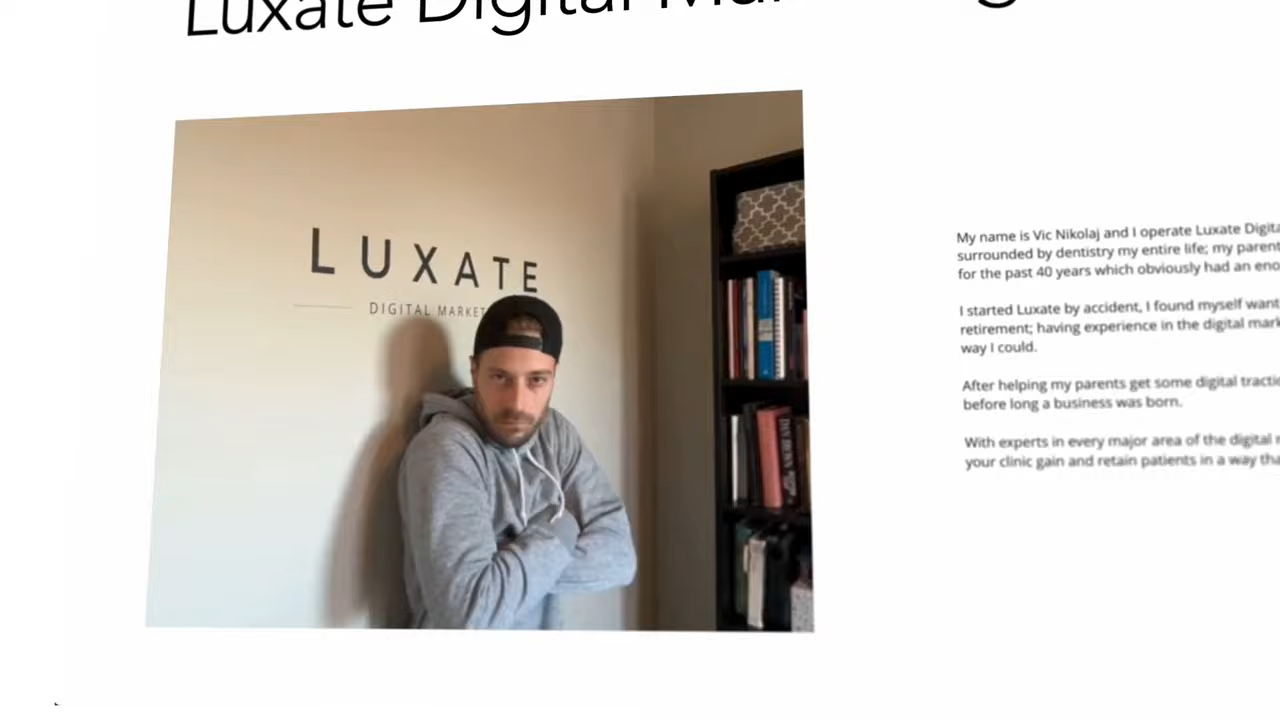 Luxate Digital
LUXATE
DIGITAL
DAN BROWN
My name is Vic Nikolaj and I operate Luxate
surrounded by dentistry my entire life; my
for the past 40 years which obviously had an
I started Luxate by accident, I found myself
retirement; having experience in the digital
way I could.
After helping my parents get some digital
before long a business was born.
With experts in every major area of the digital
your clinic gain and retain patients in a way